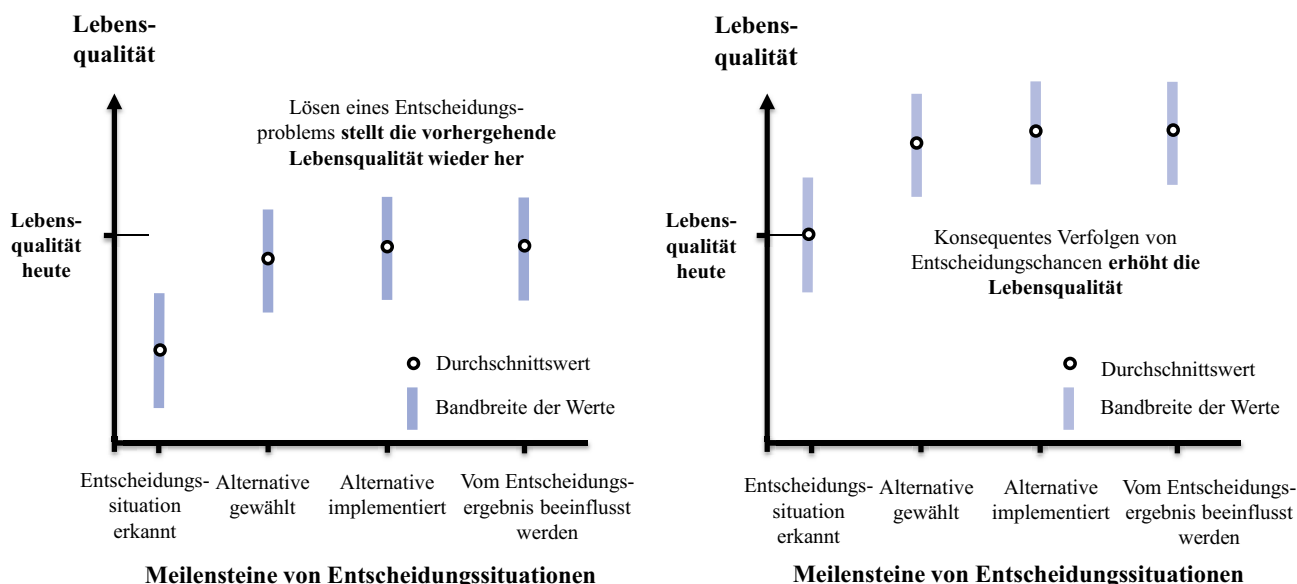 Lebens-
qualität
Lösen eines Entscheidungs-
problems stellt die vorhergehende
Lebensqualität wieder her
Lebens-
qualität
heute
Durchschnittswert
Bandbreite der Werte
Entscheidungs-
situation
erkannt
Alternative
gewählt
Alternative
implementiert
Vom Entscheidungs-
ergebnis beeinflusst
werden
Meilensteine von Entscheidungssituationen
Lebens-
qualität
Lebens-
qualität
heute
Konsequentes Verfolgen von
Entscheidungschancen erhöht die
Lebensqualität
Durchschnittswert
Bandbreite der Werte
Entscheidungs-
situation
erkannt
Alternative
gewählt
Alternative
implementiert
Vom Entscheidungs-
ergebnis beeinflusst
werden
Meilensteine von Entscheidungssituationen